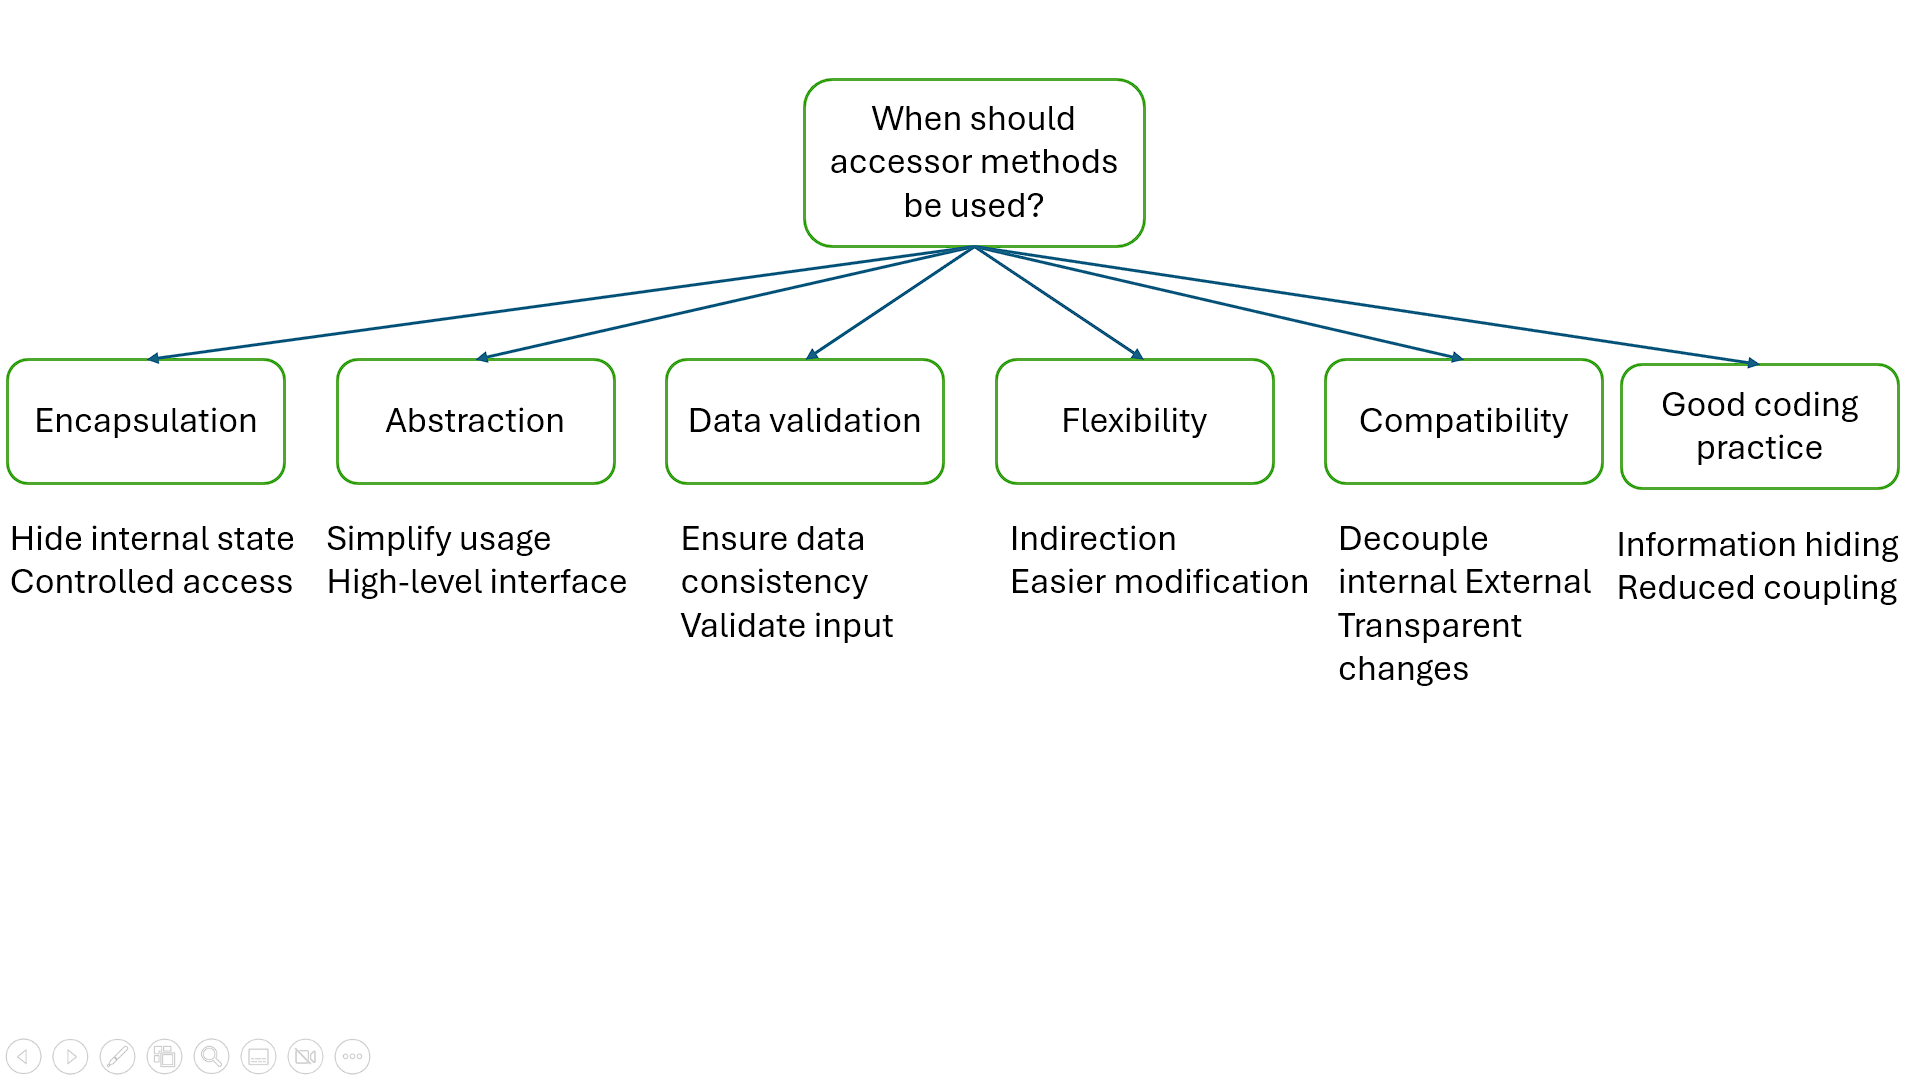 When should
accessor methods
be used?
Encapsulation
Abstraction
Data validation
Flexibility
Compatibility
Good coding
practice
Hide internal state
Controlled access
Simplify usage
High-level interface
Ensure data
consistency
Validate input
Indirection
Easier modification
Decouple
internal External
Transparent
changes
Information hiding
Reduced coupling